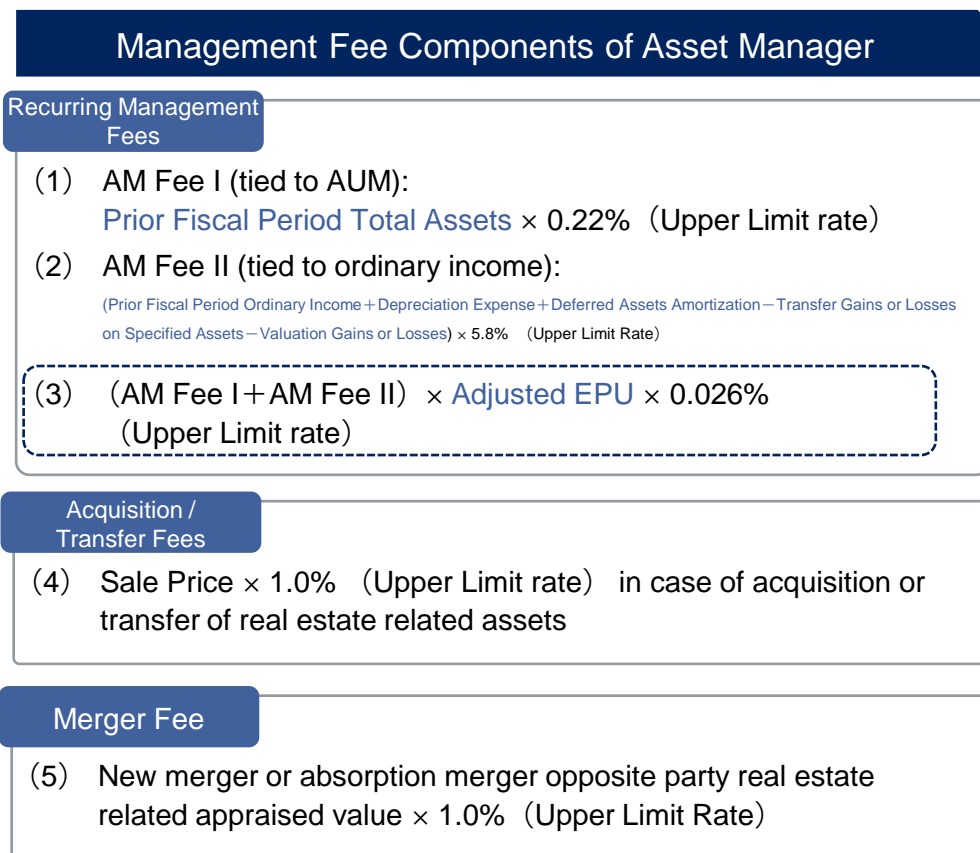 Management Fee Components of Asset Manager
Recurring Management
Fees
（1） AM Fee I (tied to AUM):
Prior Fiscal Period Total Assets × 0.22%（Upper Limit rate）
（2） AM Fee II (tied to ordinary income):
(Prior Fiscal Period Ordinary Income＋Depreciation Expense＋Deferred Assets Amortization－Transfer Gains or Losses
on Specified Assets－Valuation Gains or Losses) × 5.8% （Upper Limit Rate）
（3） （AM Fee I＋AM Fee II）× Adjusted EPU × 0.026%
（Upper Limit rate）
Acquisition /
Transfer Fees
（4） Sale Price × 1.0% （Upper Limit rate） in case of acquisition or
transfer of real estate related assets
Merger Fee
（5） New merger or absorption merger opposite party real estate
related appraised value × 1.0%（Upper Limit Rate）